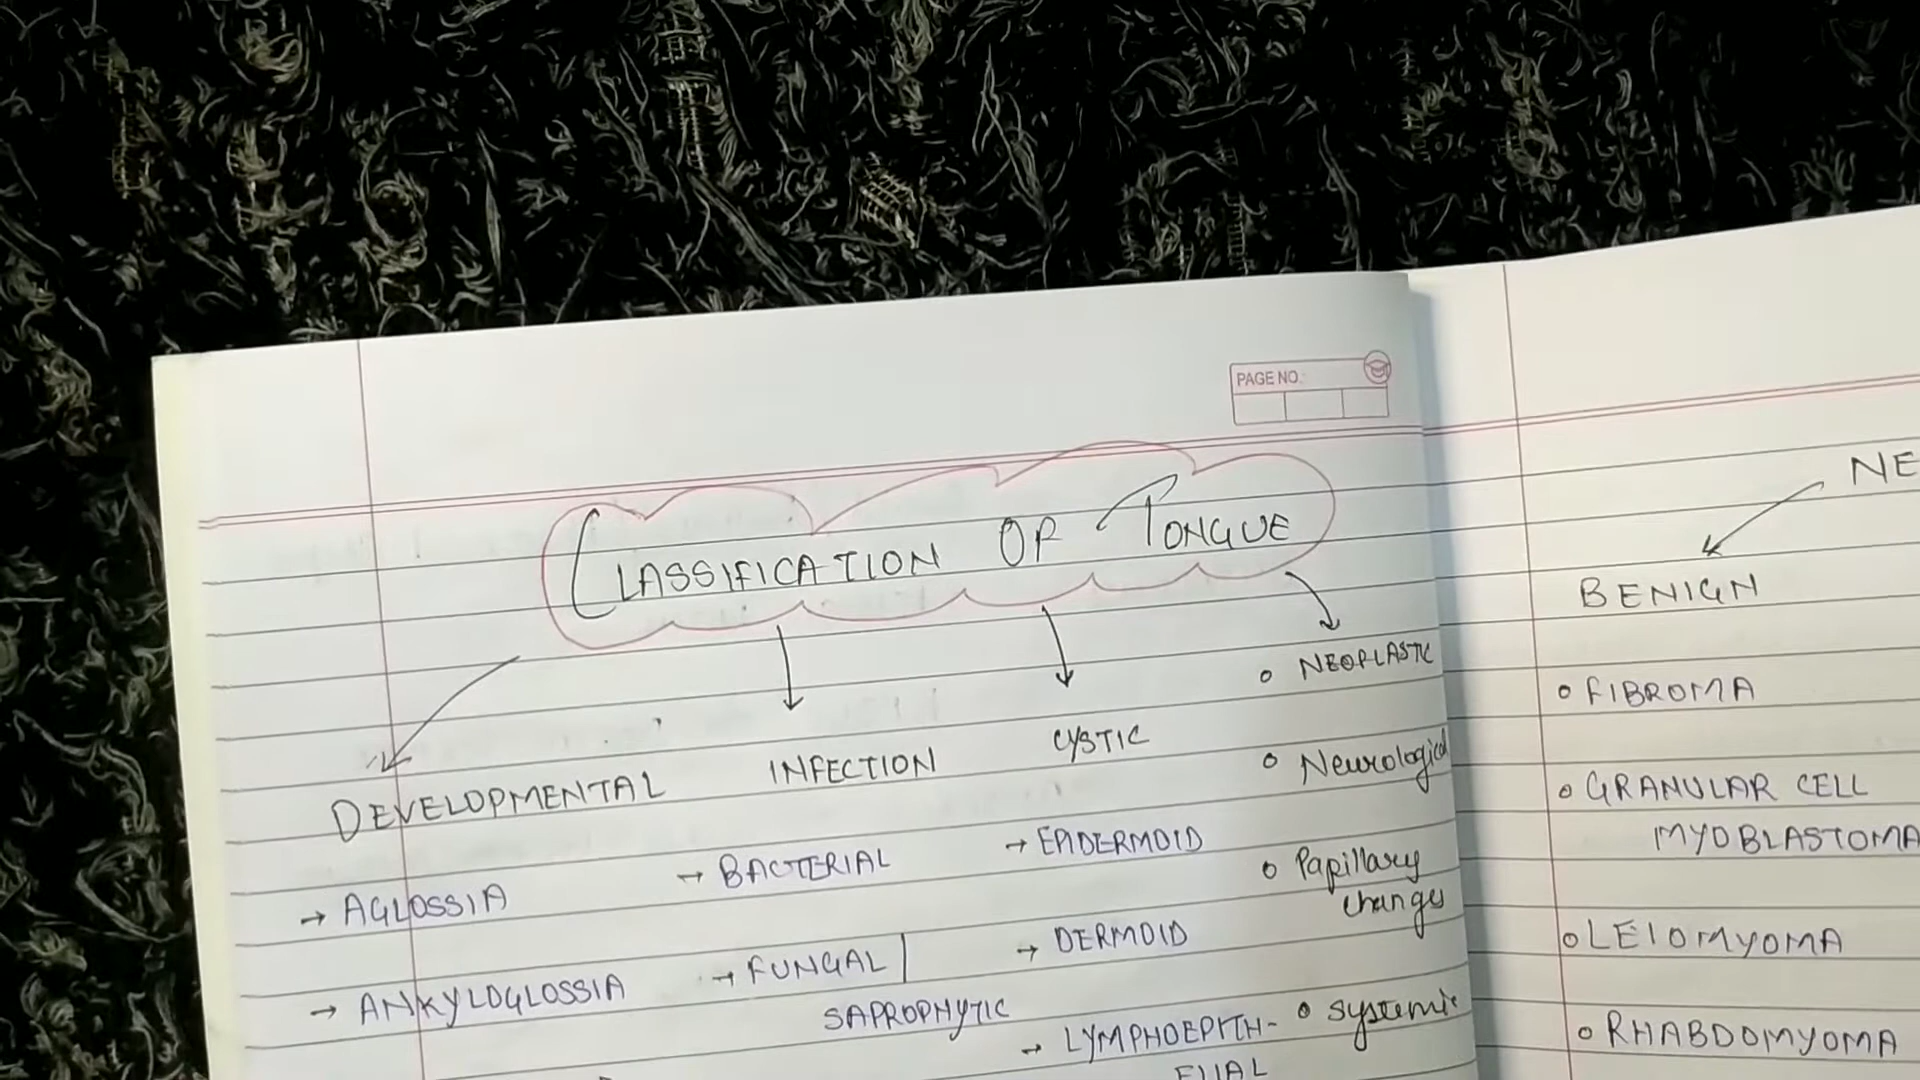 PAGE NO.:
CLASSIFICATION OF TONGUE
DEVELOPMENTAL
→ AGLOSSIA
→ ANKYLOGLOSSIA
INFECTION
→ BACTERIAL
→ FUNGAL|
SAPROPHYTIC
CYSTIC
→ EPIDERMOID
→ DERMOID
→ LYMPHOEPITH-
ELIAL
o NEOPLASTIC
o Neurological
o Papillary
changes
o systemic
NE
BENIGN
o FIBROMA
o GRANULAR CELL
MYOBLASTOMA
o LEIOMYOMA
o RHABDOMYOMA